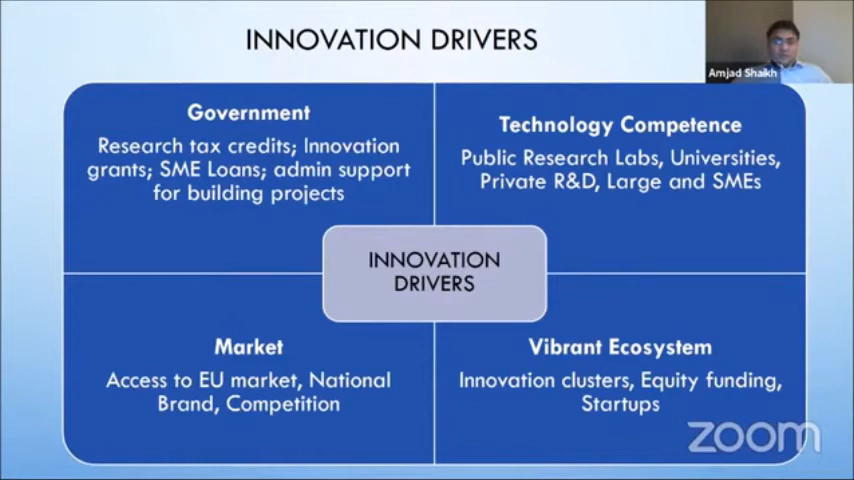 INNOVATION DRIVERS
Amjad Shaikh
Government
Research tax credits; Innovation
grants; SME Loans; admin support
for building projects
Technology Competence
Public Research Labs, Universities,
Private R&D, Large and SMEs
INNOVATION
DRIVERS
Market
Access to EU market, National
Brand, Competition
Vibrant Ecosystem
Innovation clusters, Equity funding,
Startups
zoom